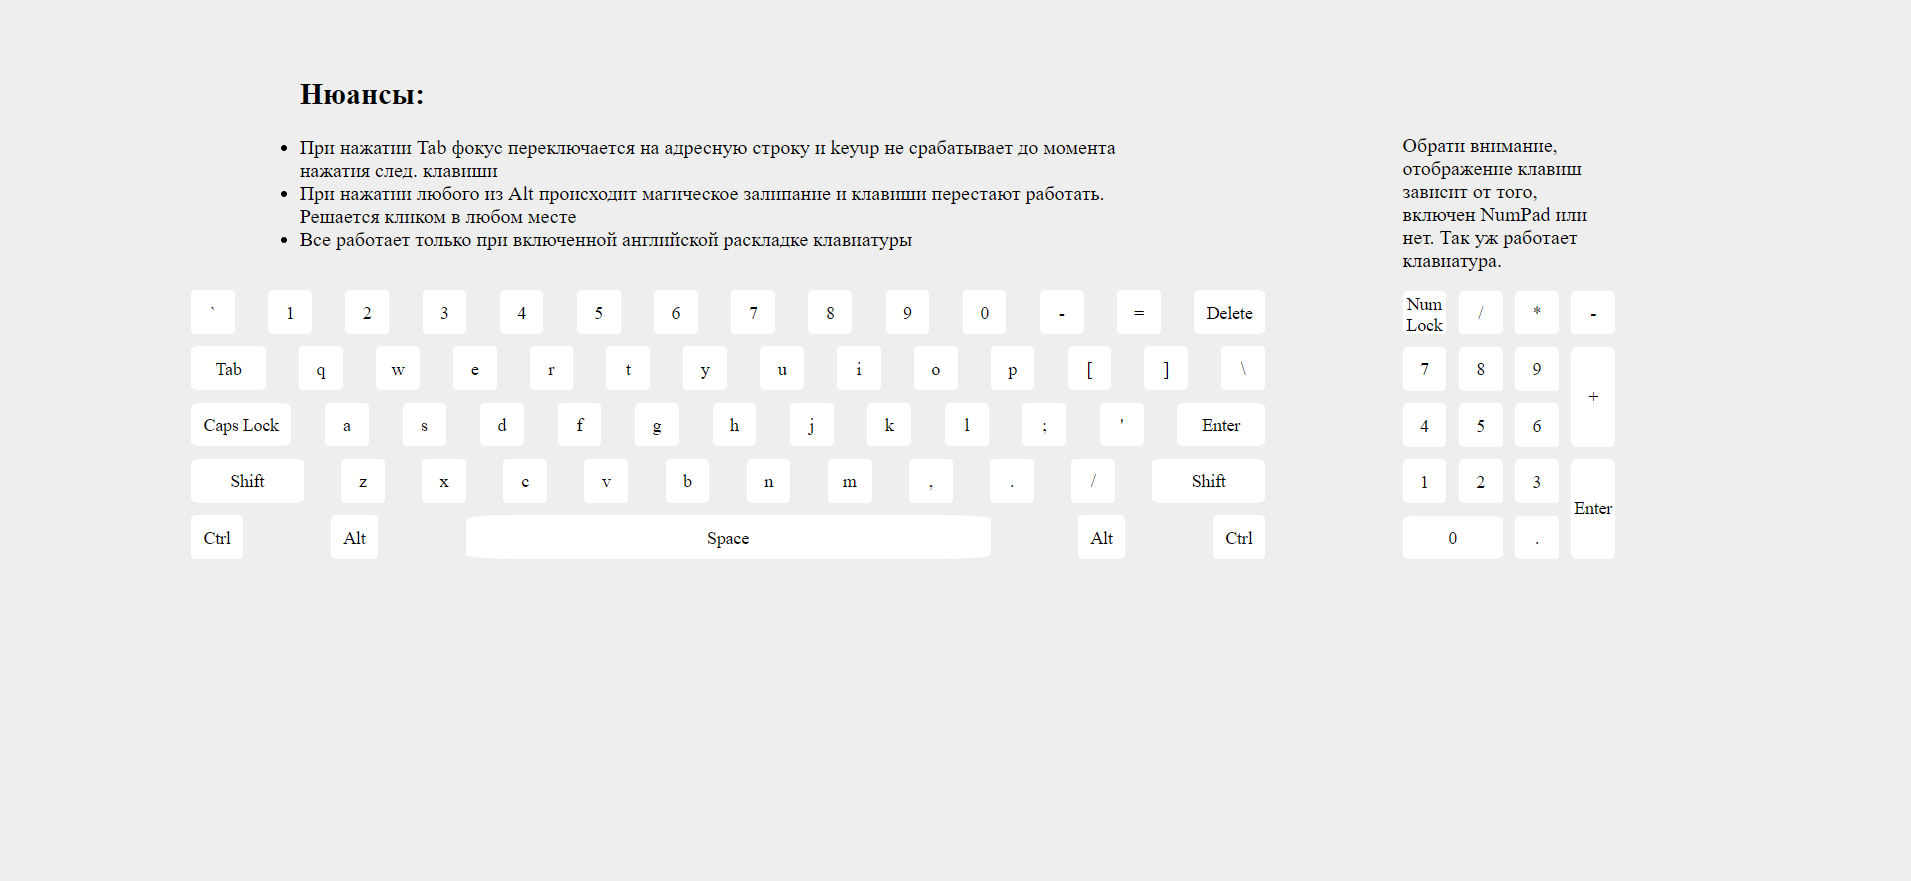 Нюансы:
При нажатии Tab фокус переключается на адресную строку и keyup не срабатывает до момента
нажатия след. клавиши
При нажатии любого из Alt происходит магическое залипание и клавиши перестают работать.
Решается кликом в любом месте
Все работает только при включенной английской раскладке клавиатуры
` 1 2 3 4 5 6 7 8 9 0 - = Delete
Tab q w e r t y u i o p [ ] \
Caps Lock a s d f g h j k l ; ' Enter
Shift z x c v b n m , . / Shift
Ctrl Alt Space Alt Ctrl
Обрати внимание,
отображение клавиш
зависит от того,
включен NumPad или
нет. Так уж работает
клавиатура.
Num
Lock
/ * -
7 8 9
+
4 5 6
1 2 3
Enter
0 .